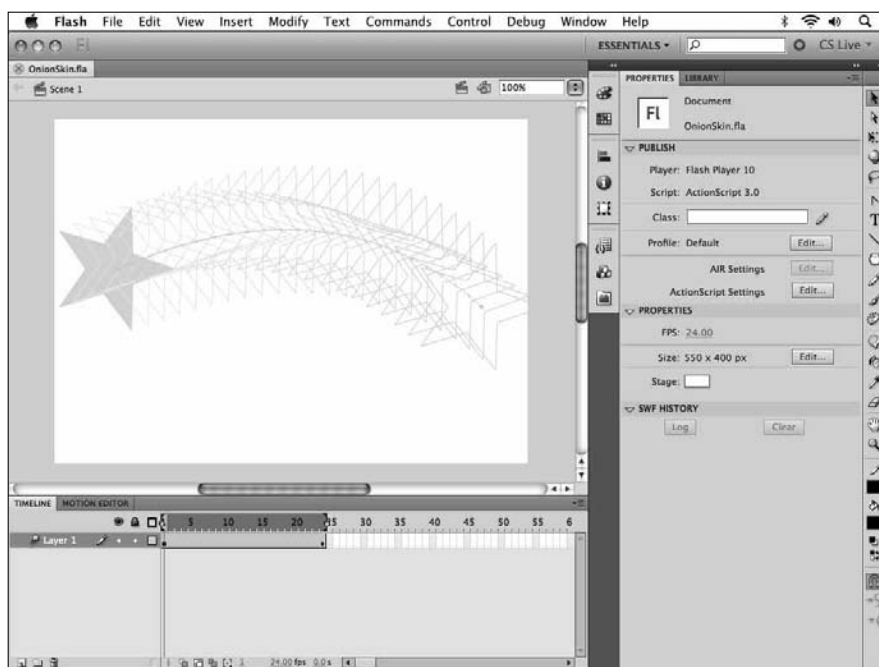 Flash File Edit View Insert Modify Text Commands Control Debug Window Help
Fl ESSENTIALS CS Live
OnionSkin.fla
Scene 1 100%
PROPERTIES LIBRARY
Fl
Document
OnionSkin.fla
PUBLISH
Player: Flash Player 10
Script: ActionScript 3.0
Class:
Profile: Default Edit...
AIR Settings Edit...
ActionScript Settings Edit...
PROPERTIES
FPS: 24.00
Size: 550 x 400 px Edit...
Stage:
SWF HISTORY
Log Clear
TIMELINE MOTION EDITOR
5 10 15 20 25 30 35 40 45 50 55 6
Layer 1
1 24.00 fps 0.0 s